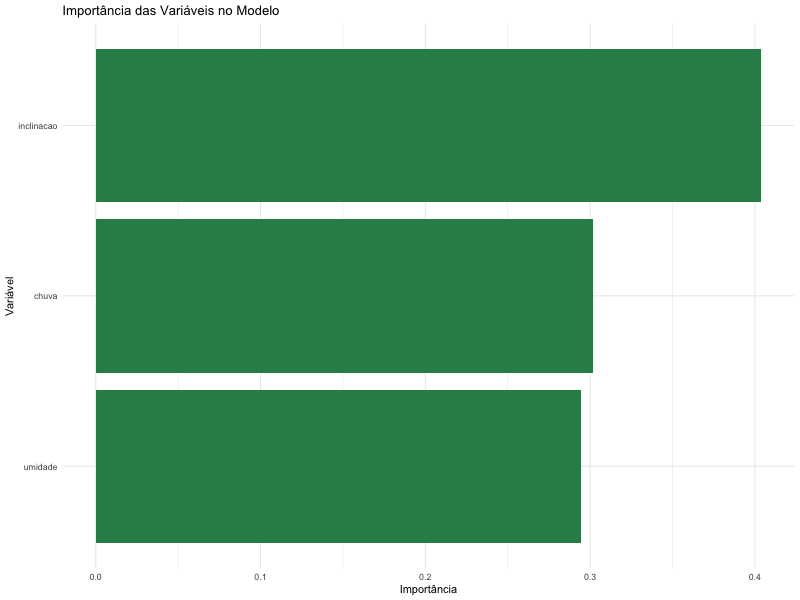 Importância das Variáveis no Modelo
Variável
inclinacao
chuva
umidade
0.0 0.1 0.2 0.3 0.4
Importância